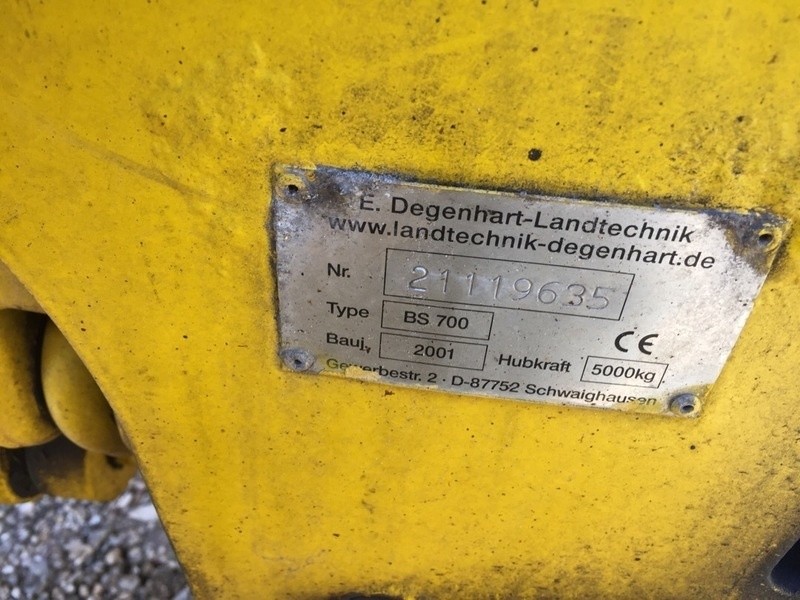 E. Degenhart-Landtechnik
www.landtechnik-degenhart.de
Nr. 21119635
Type BS 700
CE
Bauj. 2001 Hubkraft 5000kg
Gewerbestr. 2 · D-87752 Schwaighausen